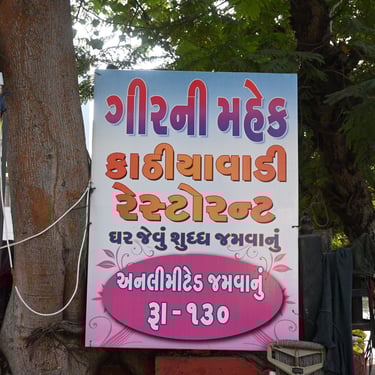 ગીરની મહેક
કાઠીયાવાડી
રેસ્ટોરન્ટ
ઘર જેવું શુધ્ધ જમવાનું
અનલીમીટેડ જમવાનું
રૂા - ૧૩૦